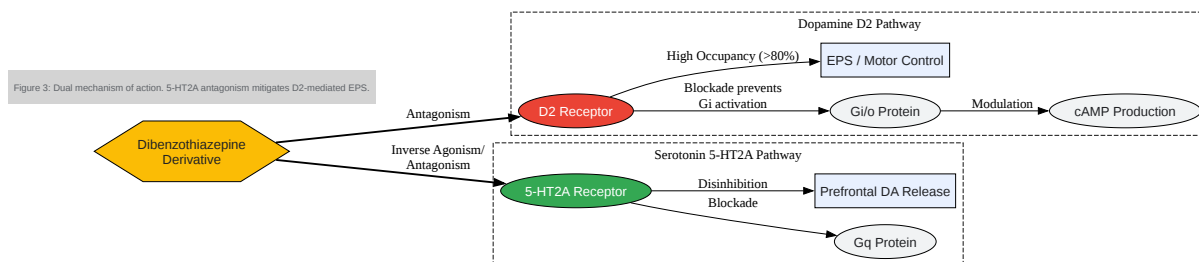 Dopamine D2 Pathway
High Occupancy (>80%)
EPS / Motor Control
Figure 3: Dual mechanism of action. 5-HT2A antagonism mitigates D2-mediated EPS.
Blockade prevents
Gi activation
Antagonism
D2 Receptor
Gi/o Protein
Modulation
cAMP Production
Dibenzothiazepine
Derivative
Inverse Agonism/
Antagonism
Serotonin 5-HT2A Pathway
5-HT2A Receptor
Disinhibition
Prefrontal DA Release
Blockade
Gq Protein